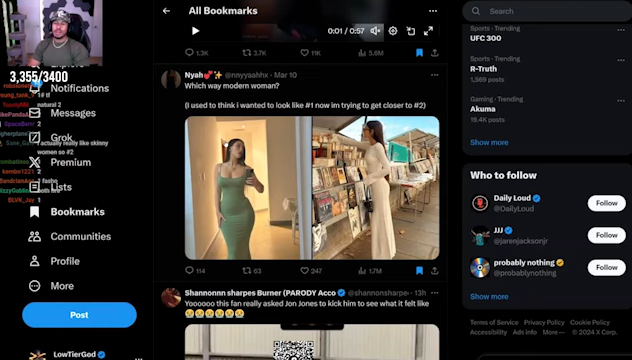 All Bookmarks
0:01 / 0:57
1.3K 3.7K 11K 5.6M
3,355/3400
Notifications
Messages
Grok
Premium
Lists
Bookmarks
Communities
Profile
More
Post
LowTierGod
natural 2
I actually really like skinny
women so #2
kembo1221
2
BLVK_Jay
1
Nyah @nnyyaahhx · Mar 10
Which way modern woman?
(I used to think i wanted to look like #1 now im trying to get closer to #2)
114 63 247 1.7M
Shannonnn sharpes Burner (PARODY Acco @shannonsharpe · 13h
Yoooooo this fan really asked Jon Jones to kick him to see what it felt like
😭😭😭😭😭😭
Search
Sports · Trending
UFC 300
Sports · Trending
R-Truth
1,569 posts
Gaming · Trending
Akuma
19.4K posts
Show more
Who to follow
Daily Loud
@DailyLoud
Follow
JJJ
@jarenjacksonjr
Follow
probably nothing
@probablynothing
Follow
Show more
Terms of Service Privacy Policy Cookie Policy
Accessibility Ads info More ··· © 2024 X Corp.